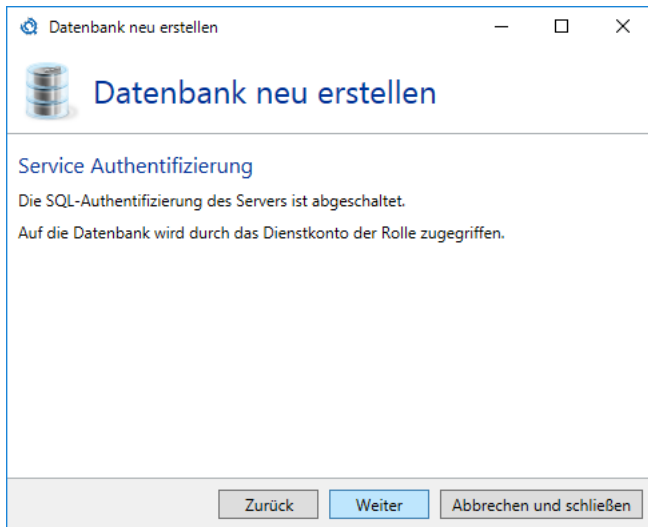 Datenbank neu erstellen
Datenbank neu erstellen
Service Authentifizierung
Die SQL-Authentifizierung des Servers ist abgeschaltet.
Auf die Datenbank wird durch das Dienstkonto der Rolle zugegriffen.
Zurück Weiter Abbrechen und schließen